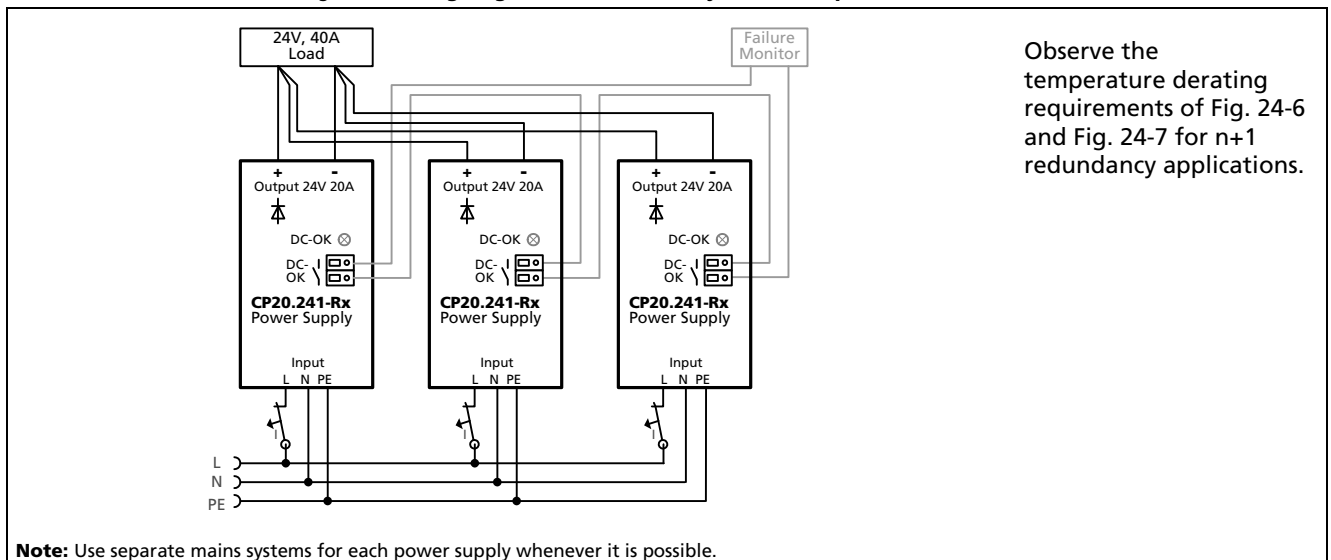 24V, 40A
Load
Failure
Monitor
Observe the
temperature derating
requirements of Fig. 24-6
and Fig. 24-7 for n+1
redundancy applications.
+ -
Output 24V 20A
DC-OK
DC-
OK
CP20.241-Rx
Power Supply
Input
L N PE
I
+ -
Output 24V 20A
DC-OK
DC-
OK
CP20.241-Rx
Power Supply
Input
L N PE
I
+ -
Output 24V 20A
DC-OK
DC-
OK
CP20.241-Rx
Power Supply
Input
L N PE
I
L
N
PE
Note: Use separate mains systems for each power supply whenever it is possible.